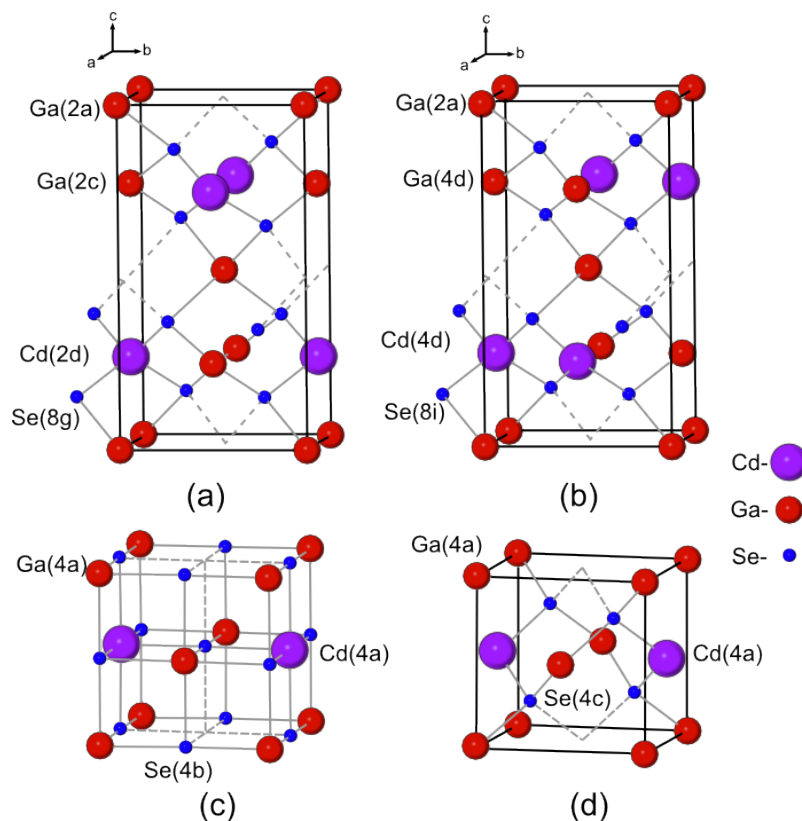 c
a
b
Ga(2a)
Ga(2c)
Cd(2d)
Se(8g)
(a)
c
a
b
Ga(2a)
Ga(4d)
Cd(4d)
Se(8i)
(b)
Cd-
Ga-
Se-
Ga(4a)
Cd(4a)
Se(4b)
(c)
Ga(4a)
Cd(4a)
Se(4c)
(d)